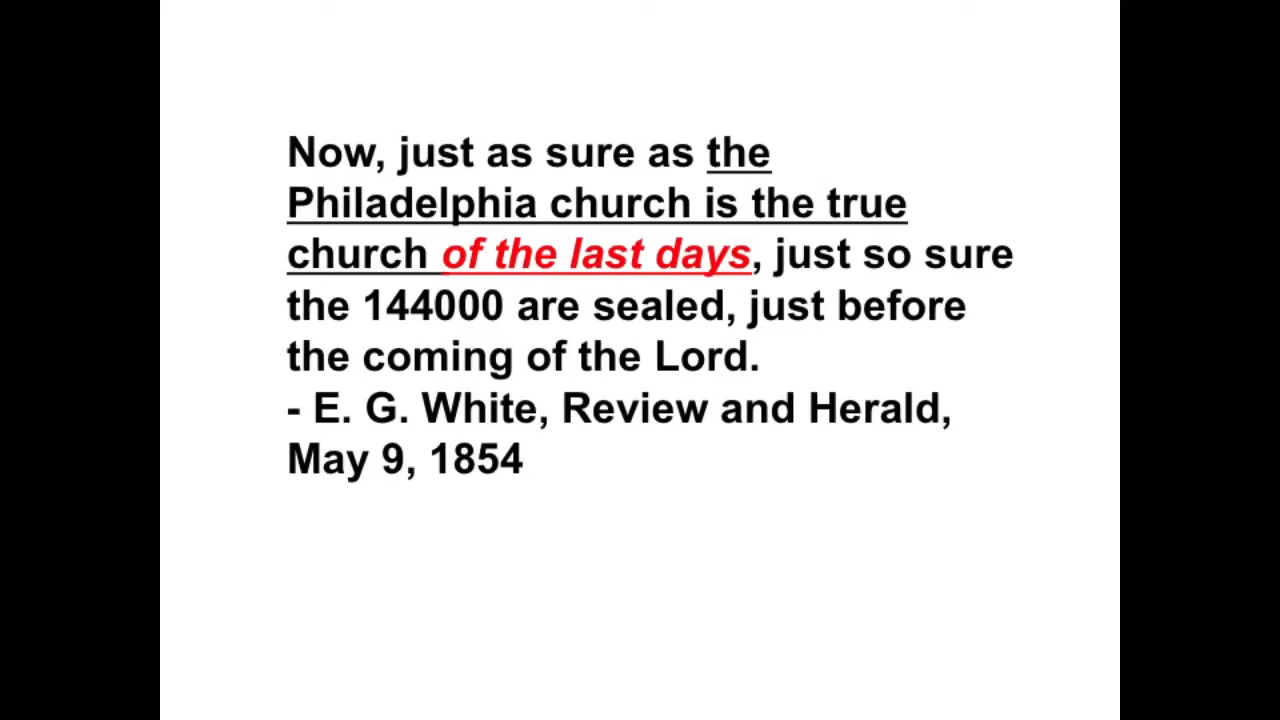 Now, just as sure as the
Philadelphia church is the true
church of the last days, just so sure
the 144000 are sealed, just before
the coming of the Lord.
- E. G. White, Review and Herald,
May 9, 1854